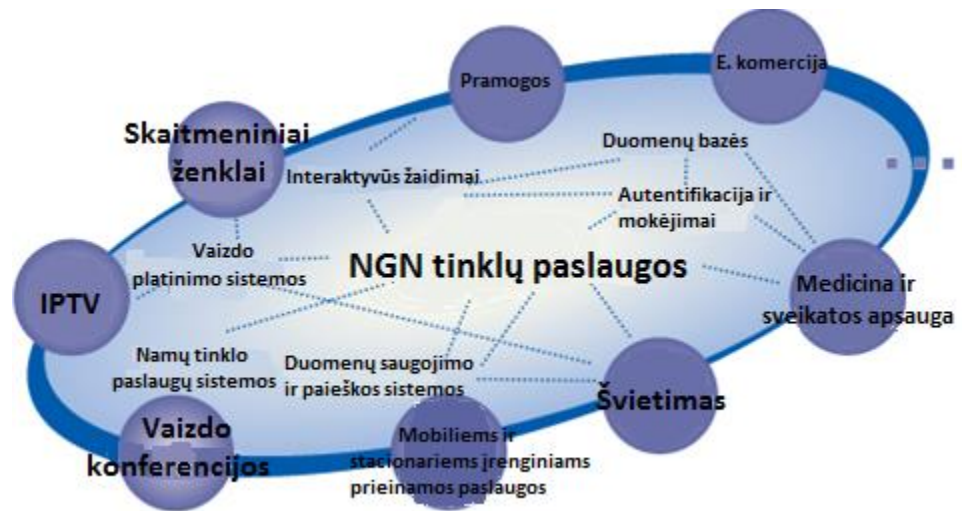 E. komercija
Pramogos
Skaitmeniniai
ženklai
Duomenų bazės
Interaktyvūs žaidimai
Autentifikacija ir
mokėjimai
Vaizdo
platinimo sistemos
NGN tinklų paslaugos
IPTV
Medicina ir
sveikatos apsauga
Namų tinklo
paslaugų sistemos
Duomenų saugojimo
ir paieškos sistemos
Švietimas
Vaizdo
konferencijos
Mobiliems ir
stacionariems įrenginiams
prieinamos paslaugos